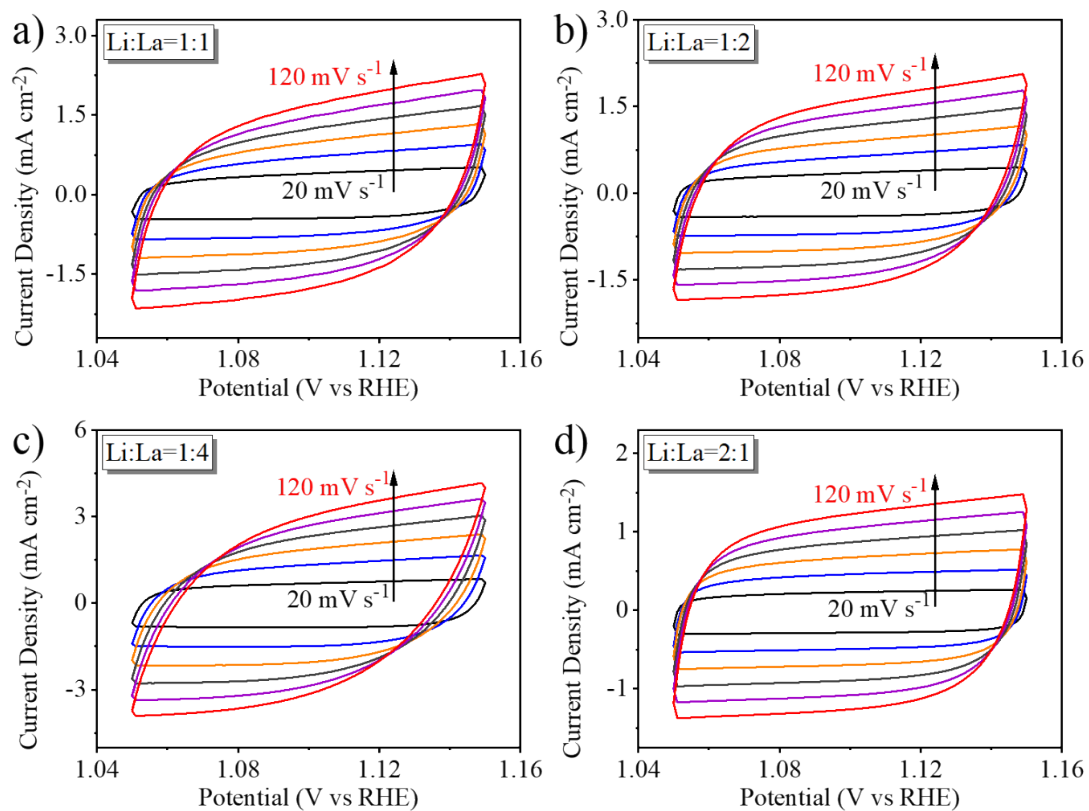 a)
Li:La=1:1
3.0
1.5
0.0
-1.5
120 mV s⁻¹
20 mV s⁻¹
1.04
1.08
1.12
1.16
Potential (V vs RHE)
Current Density (mA cm⁻²)
b)
Li:La=1:2
3.0
1.5
0.0
-1.5
120 mV s⁻¹
20 mV s⁻¹
1.04
1.08
1.12
1.16
Potential (V vs RHE)
Current Density (mA cm⁻²)
c)
Li:La=1:4
6
3
0
-3
120 mV s⁻¹
20 mV s⁻¹
1.04
1.08
1.12
1.16
Potential (V vs RHE)
Current Density (mA cm⁻²)
d)
Li:La=2:1
2
1
0
-1
120 mV s⁻¹
20 mV s⁻¹
1.04
1.08
1.12
1.16
Potential (V vs RHE)
Current Density (mA cm⁻²)